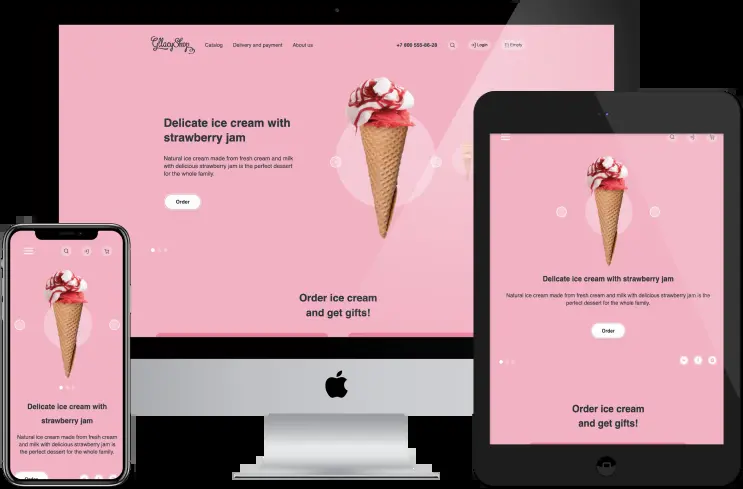 GllacyShop
Catalog
Delivery and payment
About us
+7 988 555-88-28
Login
Empty
Delicate ice cream with
strawberry jam
Natural ice cream made from fresh cream and milk
with delicious strawberry jam is the perfect dessert
for the whole family.
Order
Order ice cream
and get gifts!
Delicate ice cream with
strawberry jam
Natural ice cream made from fresh cream
and milk with delicious strawberry jam is
the perfect dessert for the whole family.
Order
Delicate ice cream with strawberry jam
Natural ice cream made from fresh cream and milk with delicious strawberry jam is the
perfect dessert for the whole family.
Order
Order ice cream
and get gifts!